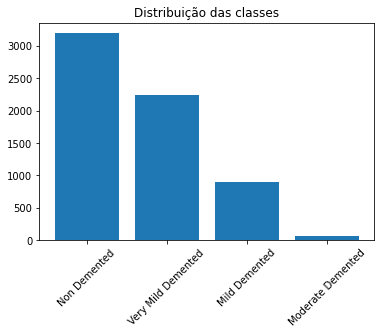 Distribuição das classes
3000
2500
2000
1500
1000
500
0
Non Demented
Very Mild Demented
Mild Demented
Moderate Demented